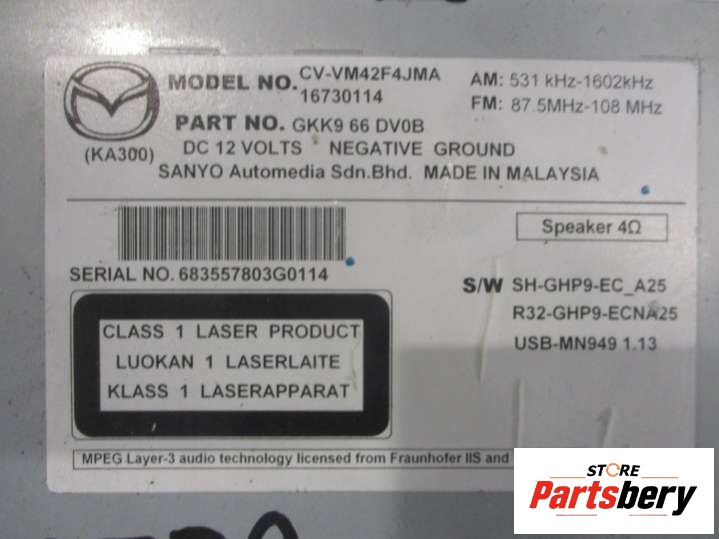 MODEL NO. CV-VM42F4JMA
16730114
AM: 531 kHz-1602kHz
FM: 87.5MHz-108 MHz
PART NO. GKK9 66 DV0B
(KA300)
DC 12 VOLTS NEGATIVE GROUND
SANYO Automedia Sdn.Bhd. MADE IN MALAYSIA
Speaker 4Ω
SERIAL NO. 683557803G0114
S/W SH-GHP9-EC_A25
R32-GHP9-ECNA25
USB-MN949 1.13
CLASS 1 LASER PRODUCT
LUOKAN 1 LASERLAITE
KLASS 1 LASERAPPARAT
MPEG Layer-3 audio technology licensed from Fraunhofer IIS and
STORE
Partsbery